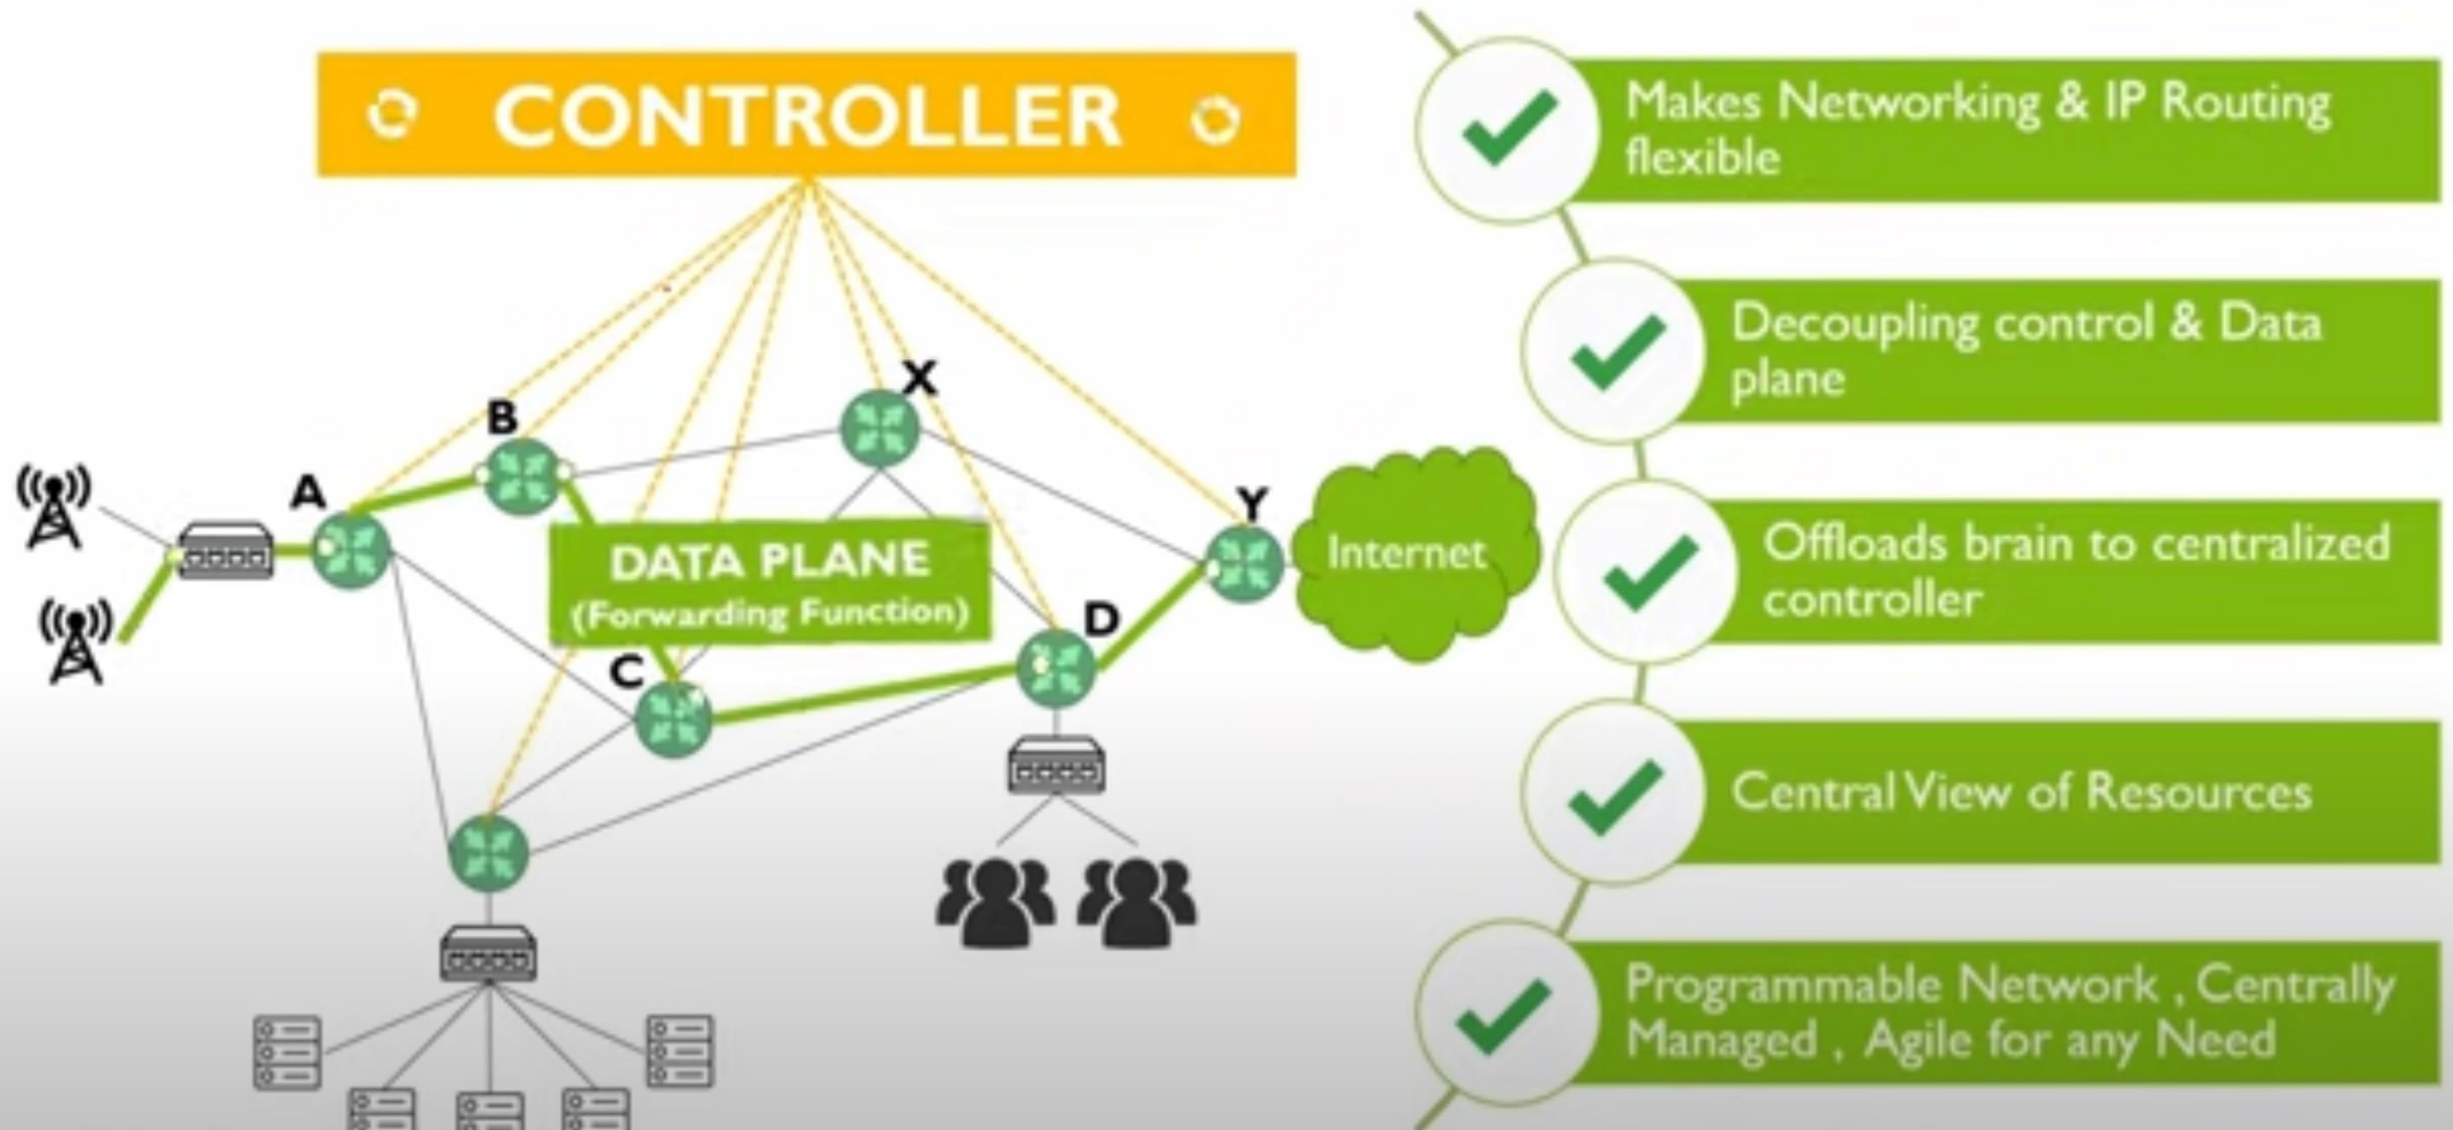 CONTROLLER
X
B
A
Y
DATA PLANE
(Forwarding Function)
Internet
D
C
Makes Networking & IP Routing
flexible
Decoupling control & Data
plane
Offloads brain to centralized
controller
Central View of Resources
Programmable Network , Centrally
Managed , Agile for any Need